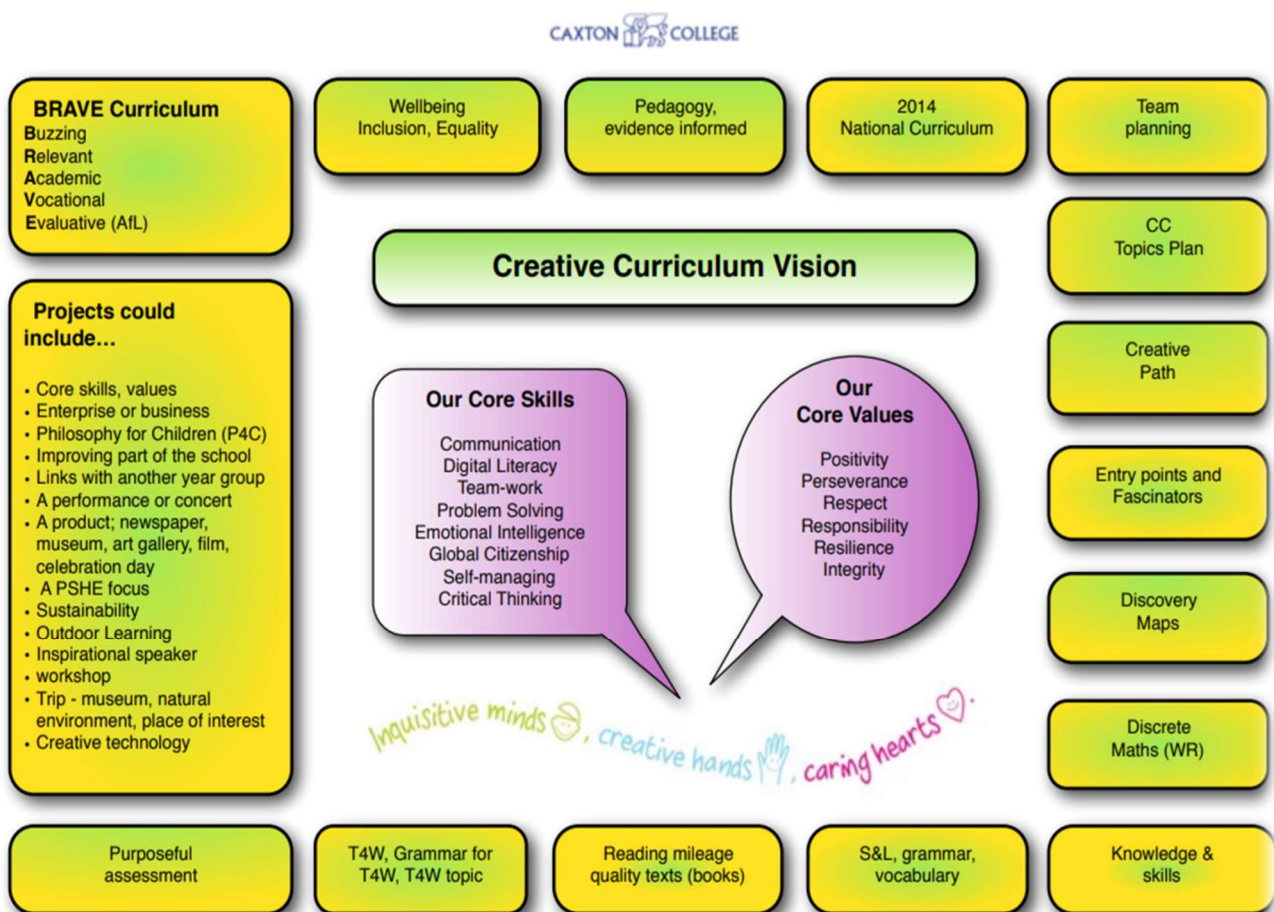 CAXTON COLLEGE
BRAVE Curriculum
Buzzing
Relevant
Academic
Vocational
Evaluative (AfL)
Wellbeing
Inclusion, Equality
Pedagogy,
evidence informed
2014
National Curriculum
Team
planning
CC
Topics Plan
Creative Curriculum Vision
Projects could
include...
• Core skills, values
• Enterprise or business
• Philosophy for Children (P4C)
• Improving part of the school
• Links with another year group
• A performance or concert
• A product; newspaper,
museum, art gallery, film,
celebration day
• A PSHE focus
• Sustainability
• Outdoor Learning
• Inspirational speaker
• workshop
• Trip - museum, natural
environment, place of interest
• Creative technology
Our Core Skills
Communication
Digital Literacy
Team-work
Problem Solving
Emotional Intelligence
Global Citizenship
Self-managing
Critical Thinking
Our
Core Values
Positivity
Perseverance
Respect
Responsibility
Resilience
Integrity
Creative
Path
Entry points and
Fascinators
Discovery
Maps
Discrete
Maths (WR)
Inquisitive minds, creative hands, caring hearts.
Purposeful
assessment
T4W, Grammar for
T4W, T4W topic
Reading mileage
quality texts (books)
S&L, grammar,
vocabulary
Knowledge &
skills